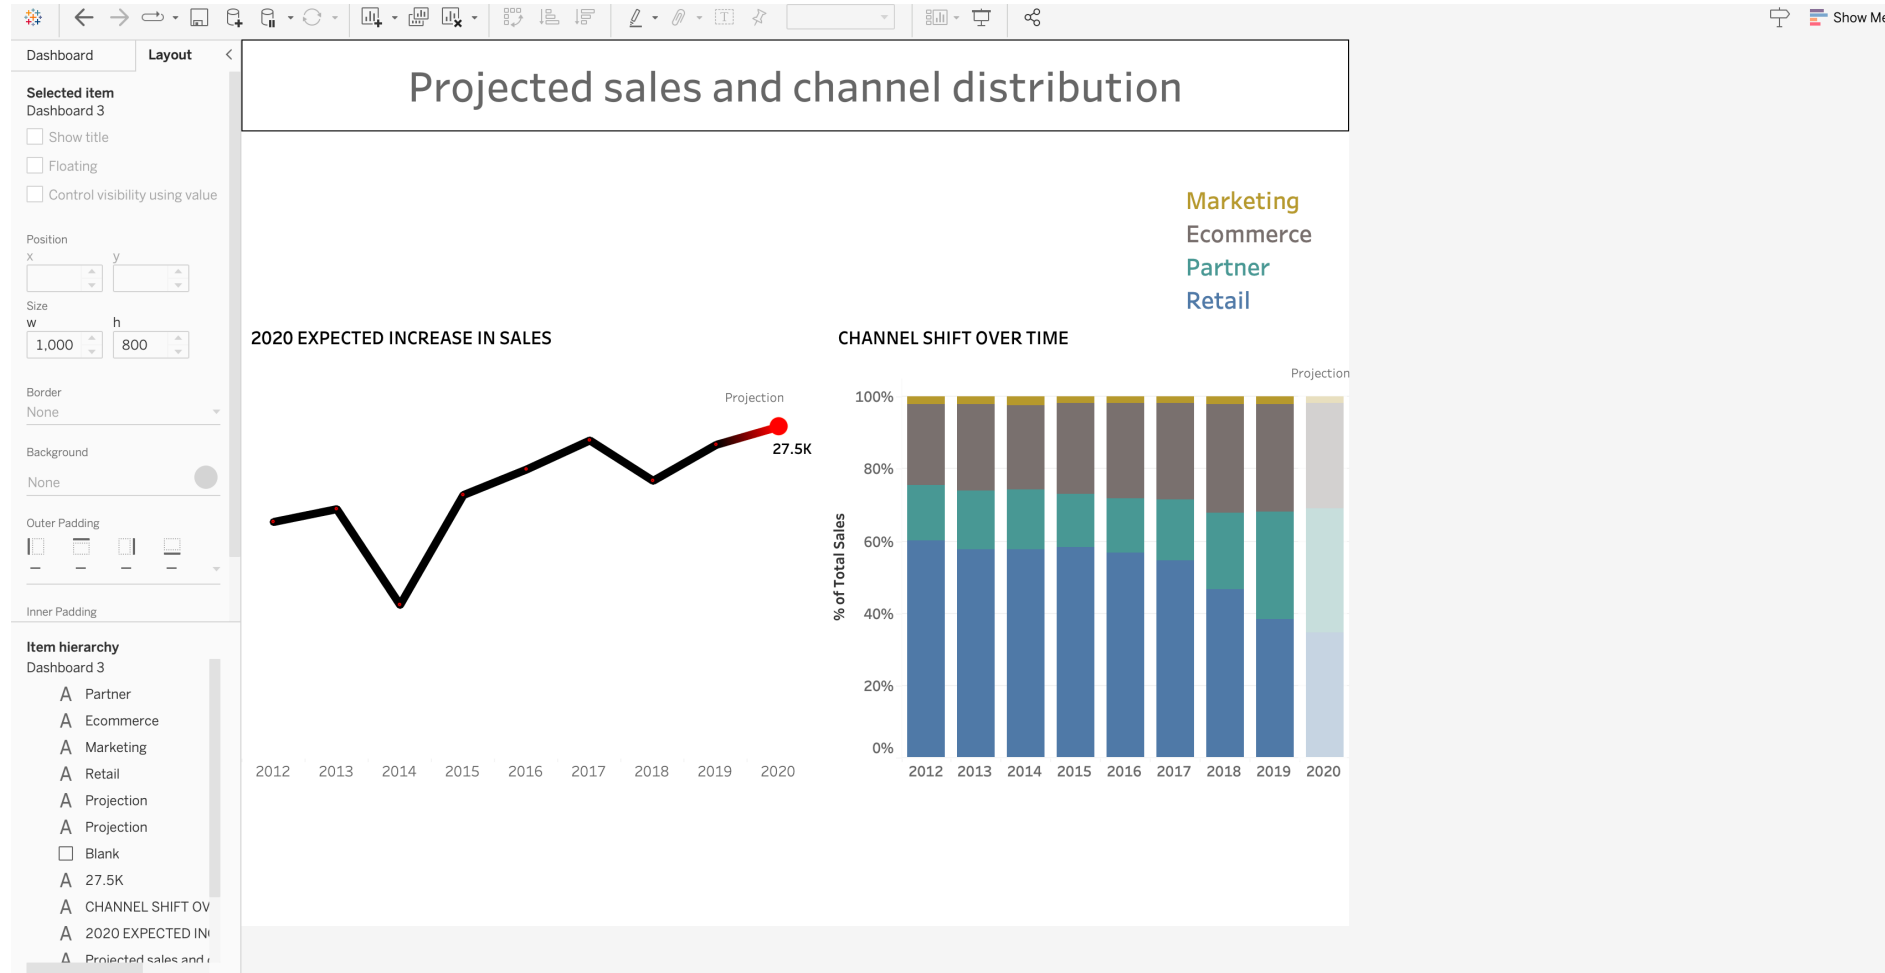 Show Me
Dashboard
Layout
Selected item
Dashboard 3
Show title
Floating
Control visibility using value
Position
x y
Size
w h
1,000 800
Border
None
Background
None
Outer Padding
Inner Padding
Item hierarchy
Dashboard 3
A Partner
A Ecommerce
A Marketing
A Retail
A Projection
A Projection
Blank
A 27.5K
A CHANNEL SHIFT OV
A 2020 EXPECTED IN
A Projected sales and
Projected sales and channel distribution
Marketing
Ecommerce
Partner
Retail
2020 EXPECTED INCREASE IN SALES
Projection
27.5K
2012 2013 2014 2015 2016 2017 2018 2019 2020
CHANNEL SHIFT OVER TIME
Projection
100%
80%
60%
40%
20%
0%
% of Total Sales
2012 2013 2014 2015 2016 2017 2018 2019 2020